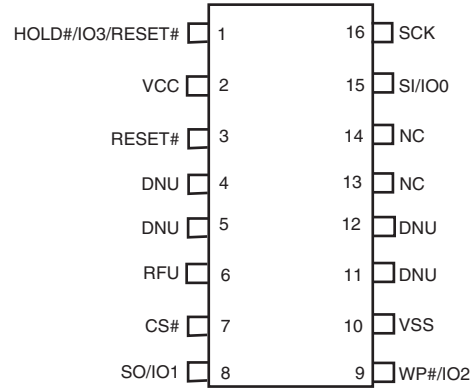 HOLD#/IO3/RESET# 1 16 SCK
VCC 2 15 SI/IO0
RESET# 3 14 NC
DNU 4 13 NC
DNU 5 12 DNU
RFU 6 11 DNU
CS# 7 10 VSS
SO/IO1 8 9 WP#/IO2